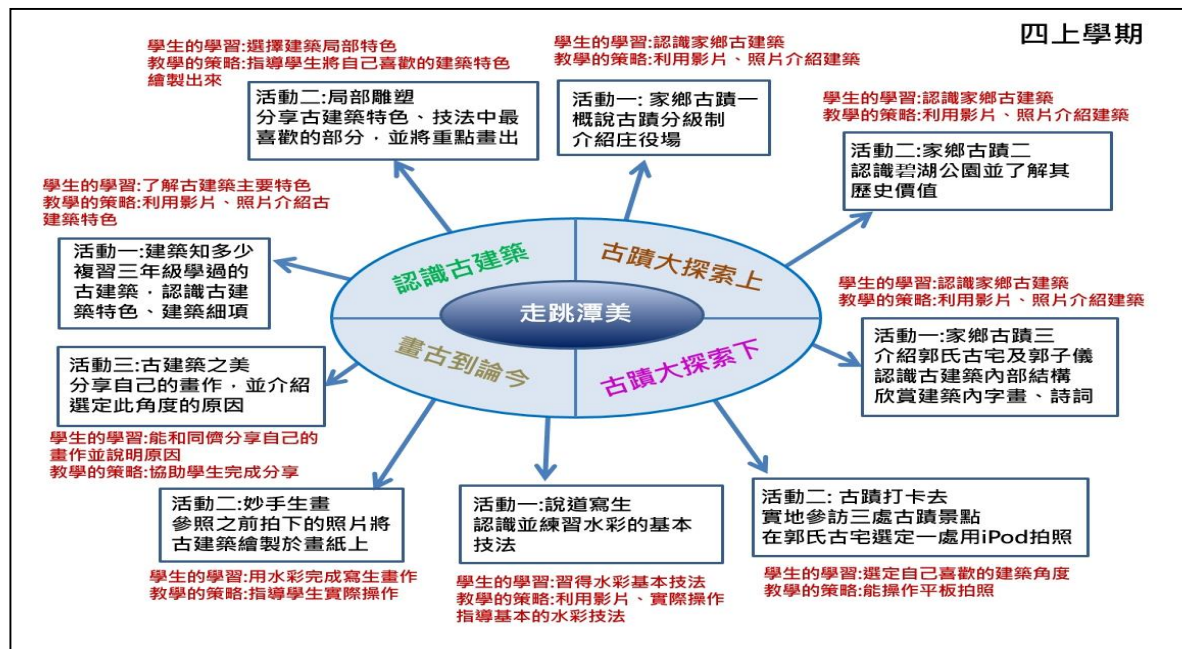 四上學期
學生的學習:選擇建築局部特色
教學的策略:指導學生將自己喜歡的建築特色
繪製出來
活動二:局部雕塑
分享古建築特色、技法中最
喜歡的部分，並將重點畫出
學生的學習:認識家鄉古建築
教學的策略:利用影片、照片介紹建築
活動一: 家鄉古蹟一
概說古蹟分級制
介紹庄役場
學生的學習:認識家鄉古建築
教學的策略:利用影片、照片介紹建築
活動二:家鄉古蹟二
認識碧湖公園並了解其
歷史價值
學生的學習:了解古建築主要特色
教學的策略:利用影片、照片介紹古
建築特色
活動一:建築知多少
複習三年級學過的
古建築，認識古建
築特色、建築細項
認識古建築
古蹟大探索上
走跳潭美
畫古到論今
古蹟大探索下
學生的學習:認識家鄉古建築
教學的策略:利用影片、照片介紹建築
活動一:家鄉古蹟三
介紹郭氏古宅及郭子儀
認識古建築內部結構
欣賞建築內字畫、詩詞
活動三:古建築之美
分享自己的畫作，並介紹
選定此角度的原因
學生的學習:能和同儕分享自己的
畫作並說明原因
教學的策略:協助學生完成分享
活動二:妙手生畫
參照之前拍下的照片將
古建築繪製於畫紙上
學生的學習:用水彩完成寫生畫作
教學的策略:指導學生實際操作
活動一:說道寫生
認識並練習水彩的基本
技法
學生的學習:習得水彩基本技法
教學的策略:利用影片、實際操作
指導基本的水彩技法
活動二: 古蹟打卡去
實地參訪三處古蹟景點
在郭氏古宅選定一處用iPod拍照
學生的學習:選定自己喜歡的建築角度
教學的策略:能操作平板拍照